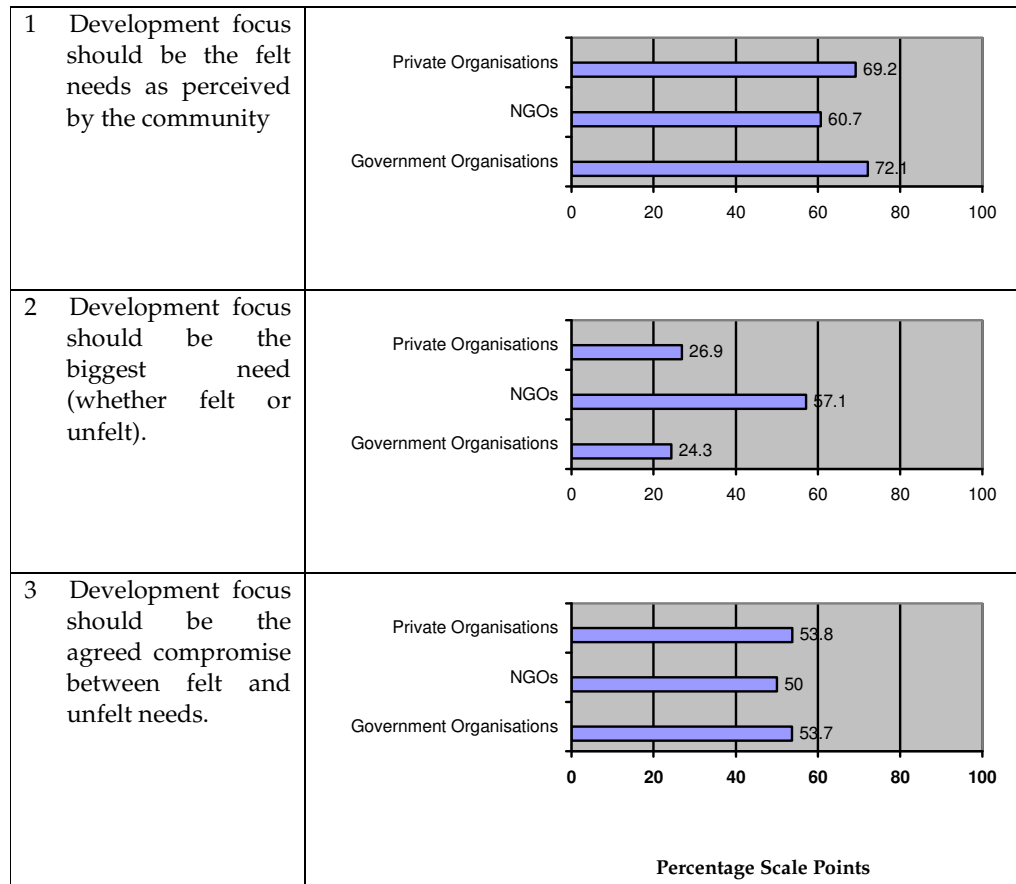 1 Development focus
should be the felt
needs as perceived
by the community
Private Organisations
69.2
NGOs
60.7
Government Organisations
72.1
0 20 40 60 80 100
2 Development focus
should be the
biggest need
(whether felt or
unfelt).
Private Organisations
26.9
NGOs
57.1
Government Organisations
24.3
0 20 40 60 80 100
3 Development focus
should be the
agreed compromise
between felt and
unfelt needs.
Private Organisations
53.8
NGOs
50
Government Organisations
53.7
0 20 40 60 80 100
Percentage Scale Points